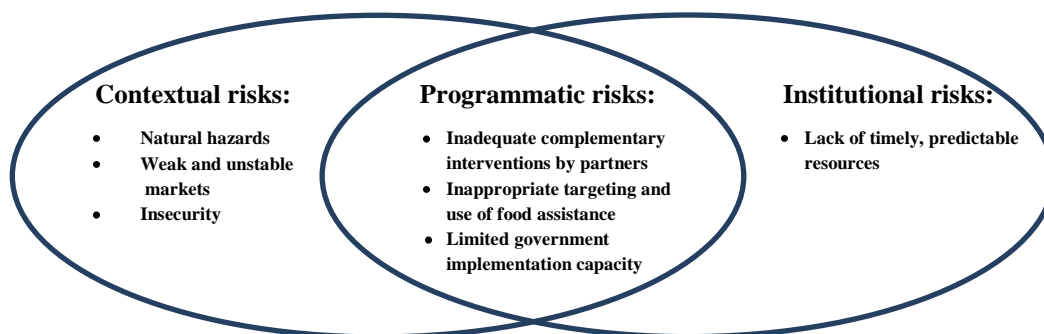 Contextual risks:
• Natural hazards
• Weak and unstable
markets
• Insecurity
Programmatic risks:
• Inadequate complementary
interventions by partners
• Inappropriate targeting and
use of food assistance
• Limited government
implementation capacity
Institutional risks:
• Lack of timely, predictable
resources